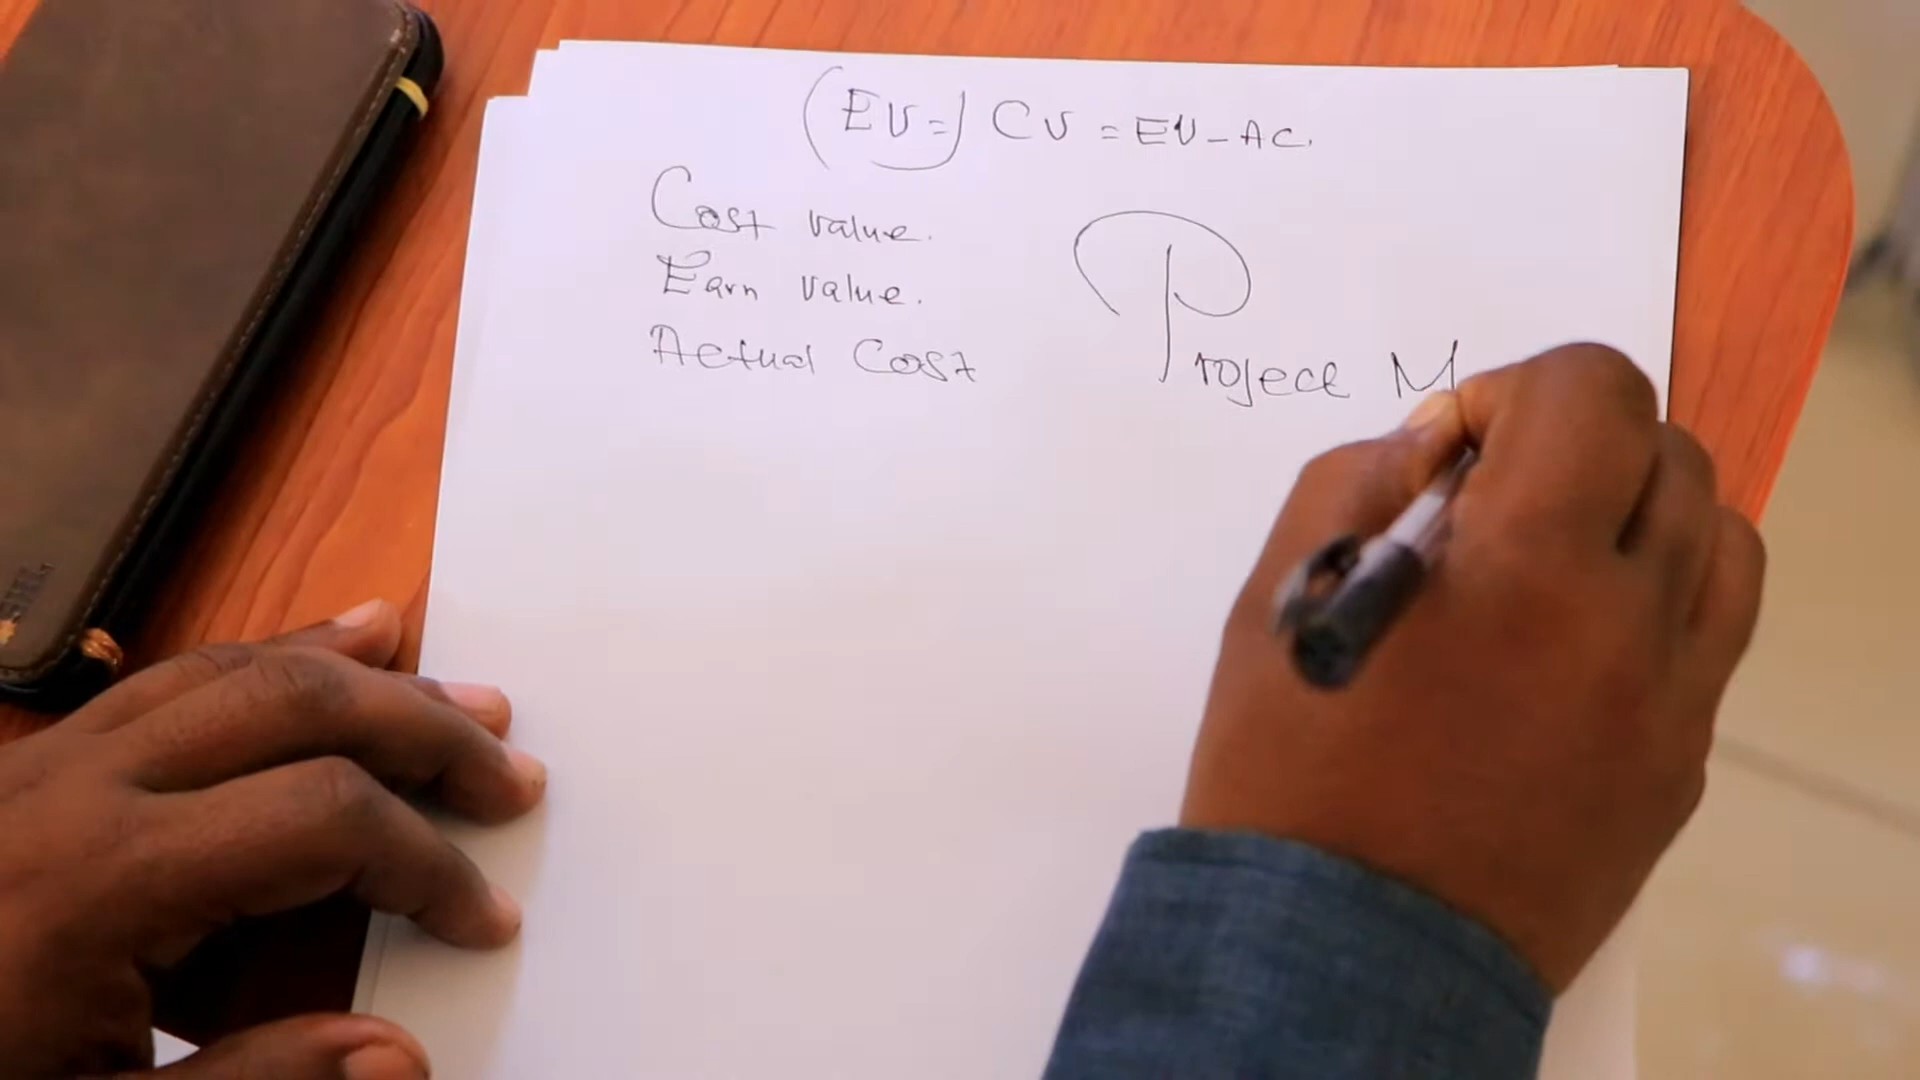 (EV=) CV = EV-AC.
Cost value.
Earn value.
Actual Cost
Project M